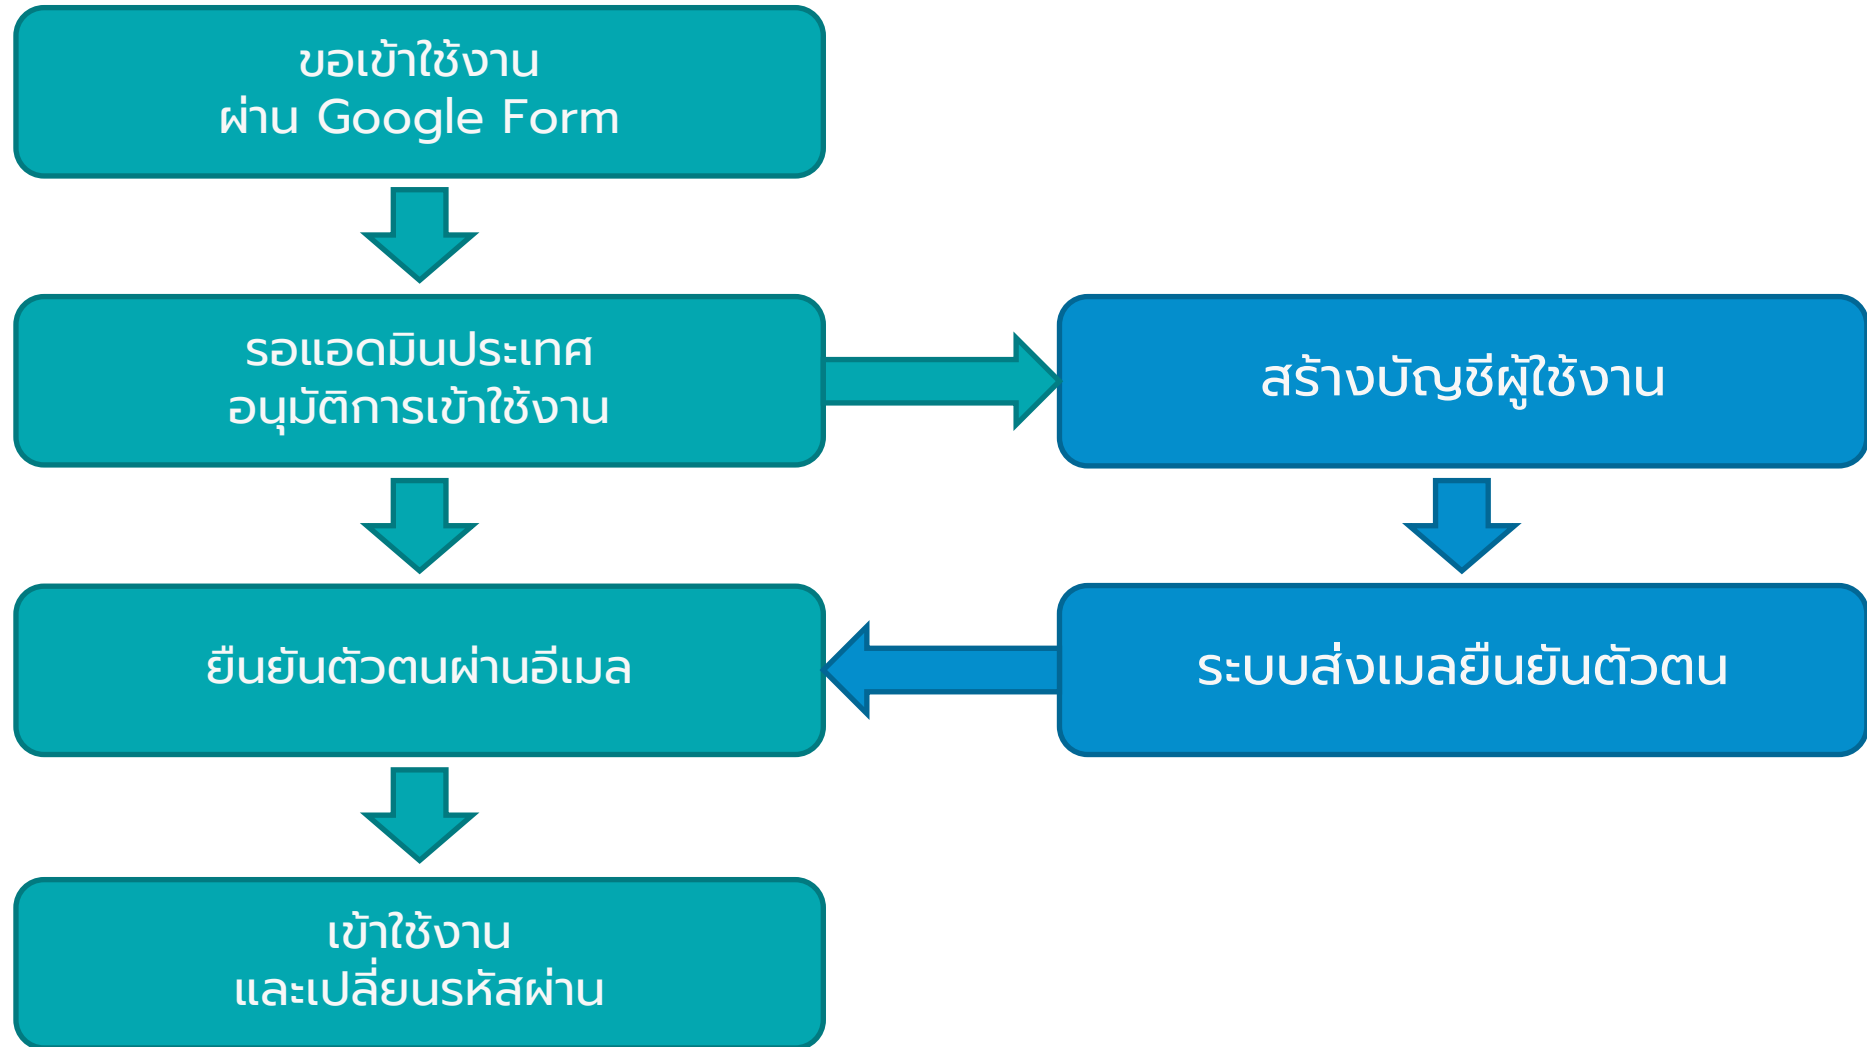 ขอเข้าใช้งาน
ผ่าน Google Form
รอแอดมินประเทศ
อนุมัติการเข้าใช้งาน
สร้างบัญชีผู้ใช้งาน
ยืนยันตัวตนผ่านอีเมล
ระบบส่งเมลยืนยันตัวตน
เข้าใช้งาน
และเปลี่ยนรหัสผ่าน